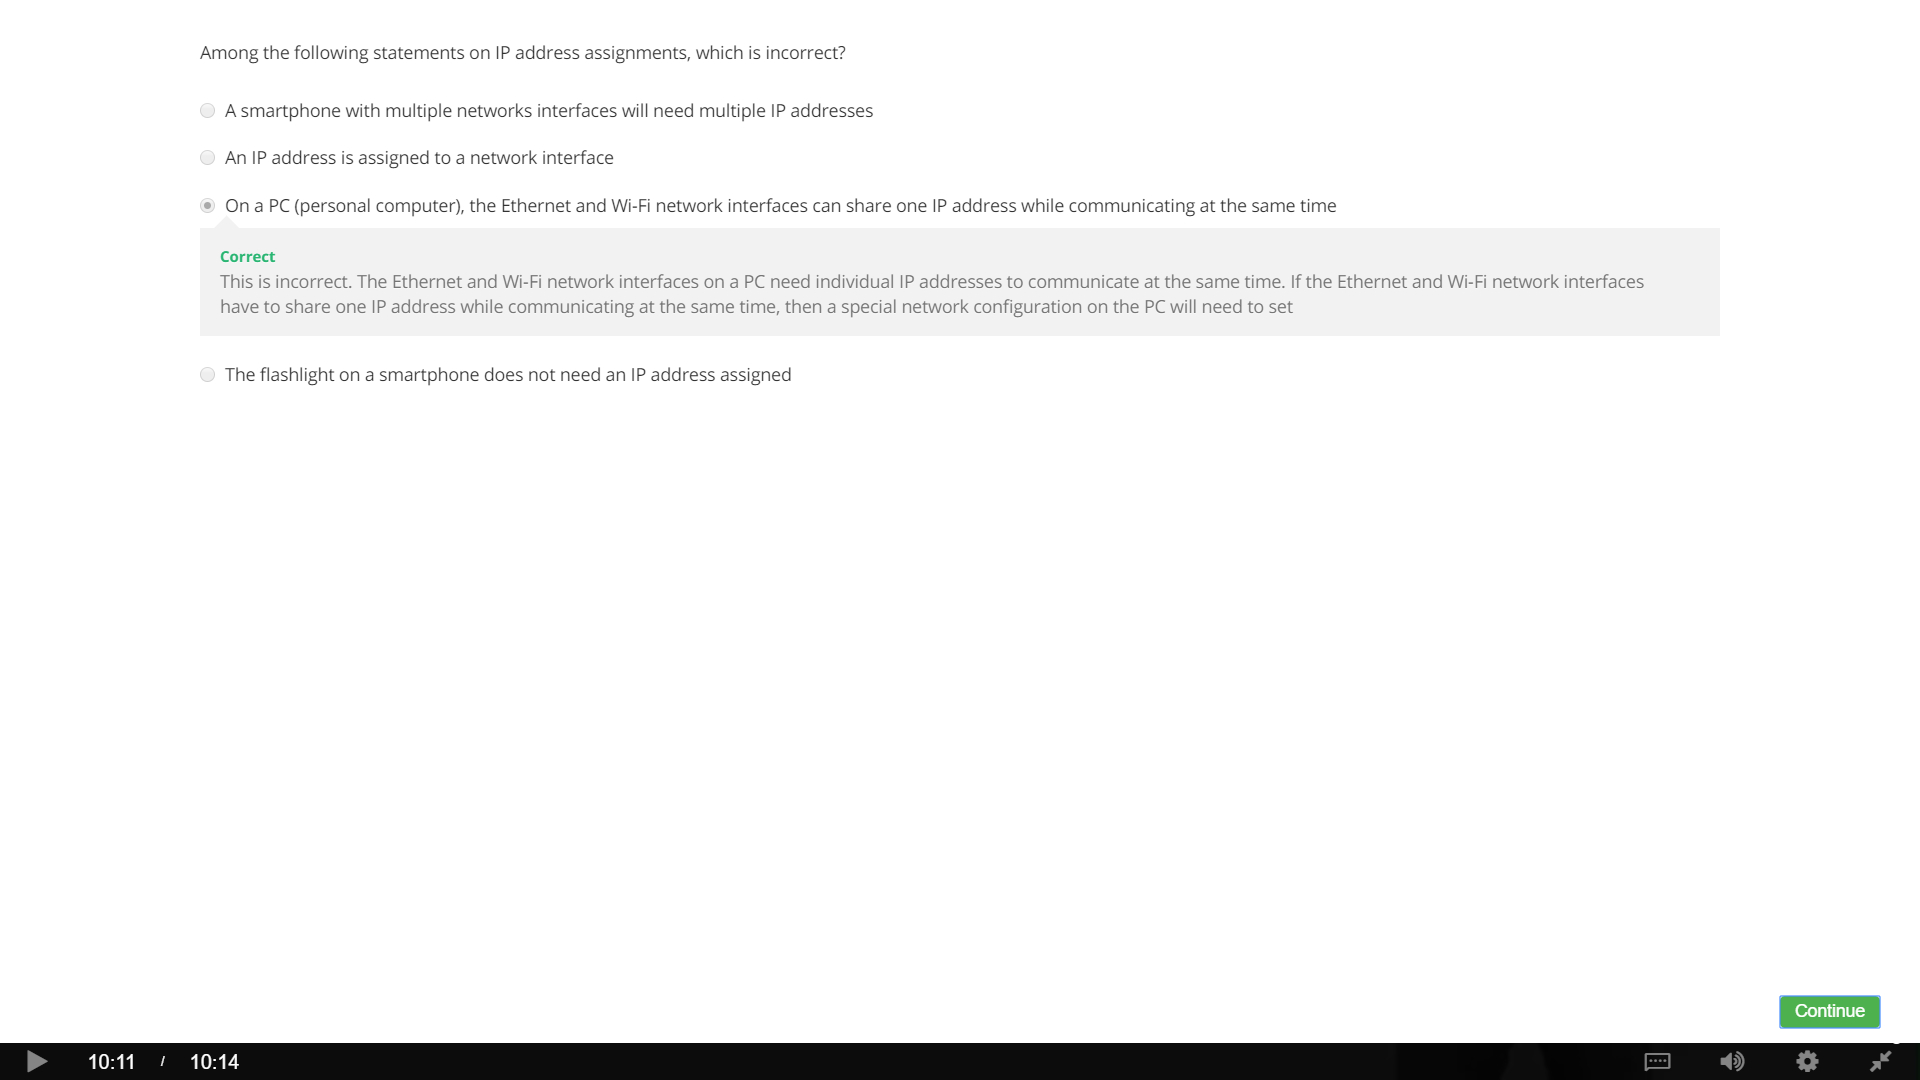 Among the following statements on IP address assignments, which is incorrect?
A smartphone with multiple networks interfaces will need multiple IP addresses
An IP address is assigned to a network interface
On a PC (personal computer), the Ethernet and Wi-Fi network interfaces can share one IP address while communicating at the same time
Correct
This is incorrect. The Ethernet and Wi-Fi network interfaces on a PC need individual IP addresses to communicate at the same time. If the Ethernet and Wi-Fi network interfaces
have to share one IP address while communicating at the same time, then a special network configuration on the PC will need to set
The flashlight on a smartphone does not need an IP address assigned
Continue
10:11 / 10:14